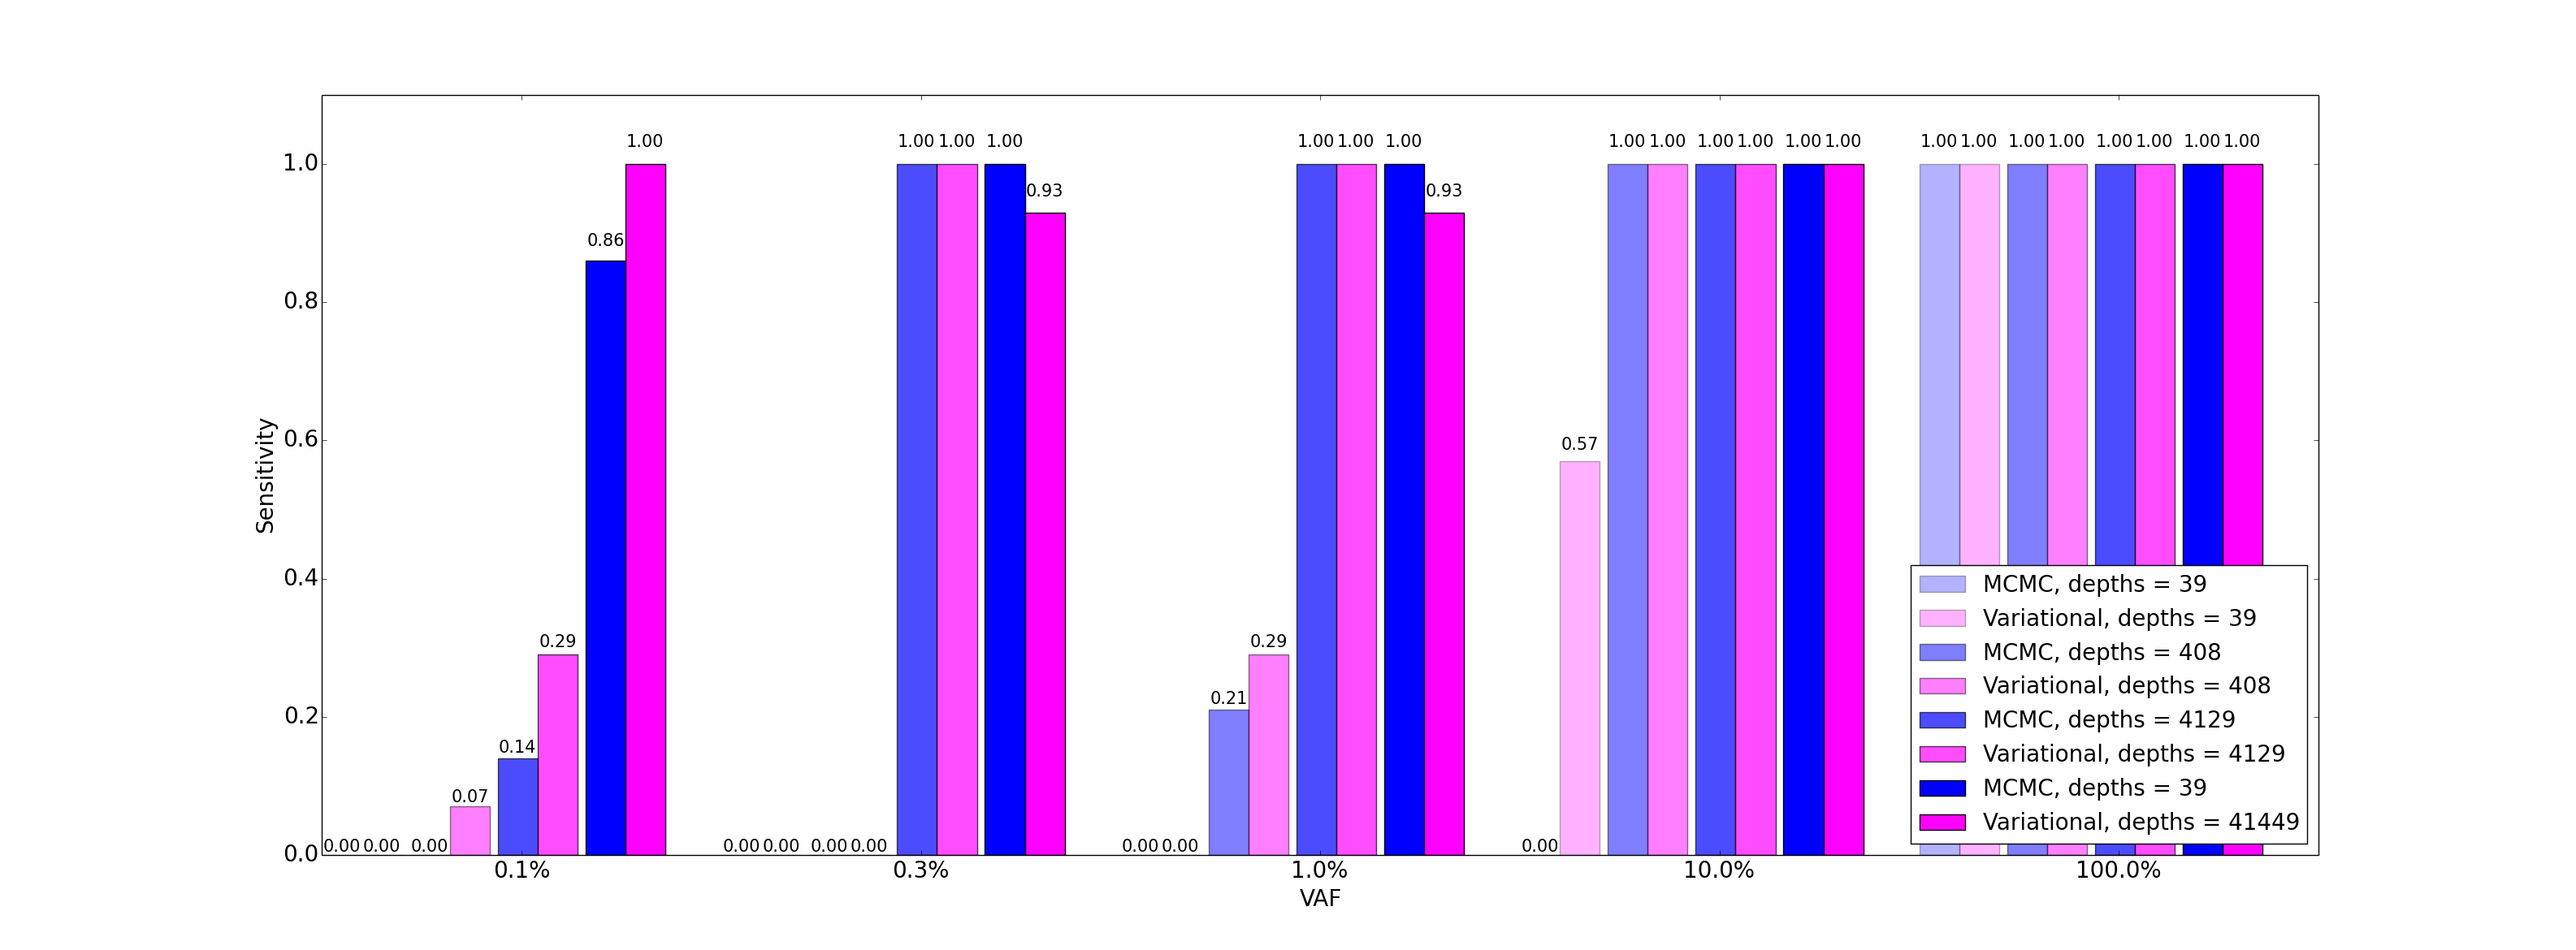 1.00
1.00 1.00 1.00
1.00 1.00 1.00
1.00 1.00 1.00 1.00 1.00 1.00
1.00 1.00 1.00 1.00 1.00 1.00 1.00 1.00
1.0
0.93
0.93
0.86
0.8
0.6
0.57
Sensitivity
0.4
0.29
0.29
0.21
0.2
0.14
0.07
0.00 0.00 0.00
0.00 0.00 0.00 0.00
0.00 0.00
0.00
0.0
0.1% 0.3% 1.0% 10.0% 100.0%
VAF
MCMC, depths = 39
Variational, depths = 39
MCMC, depths = 408
Variational, depths = 408
MCMC, depths = 4129
Variational, depths = 4129
MCMC, depths = 39
Variational, depths = 41449